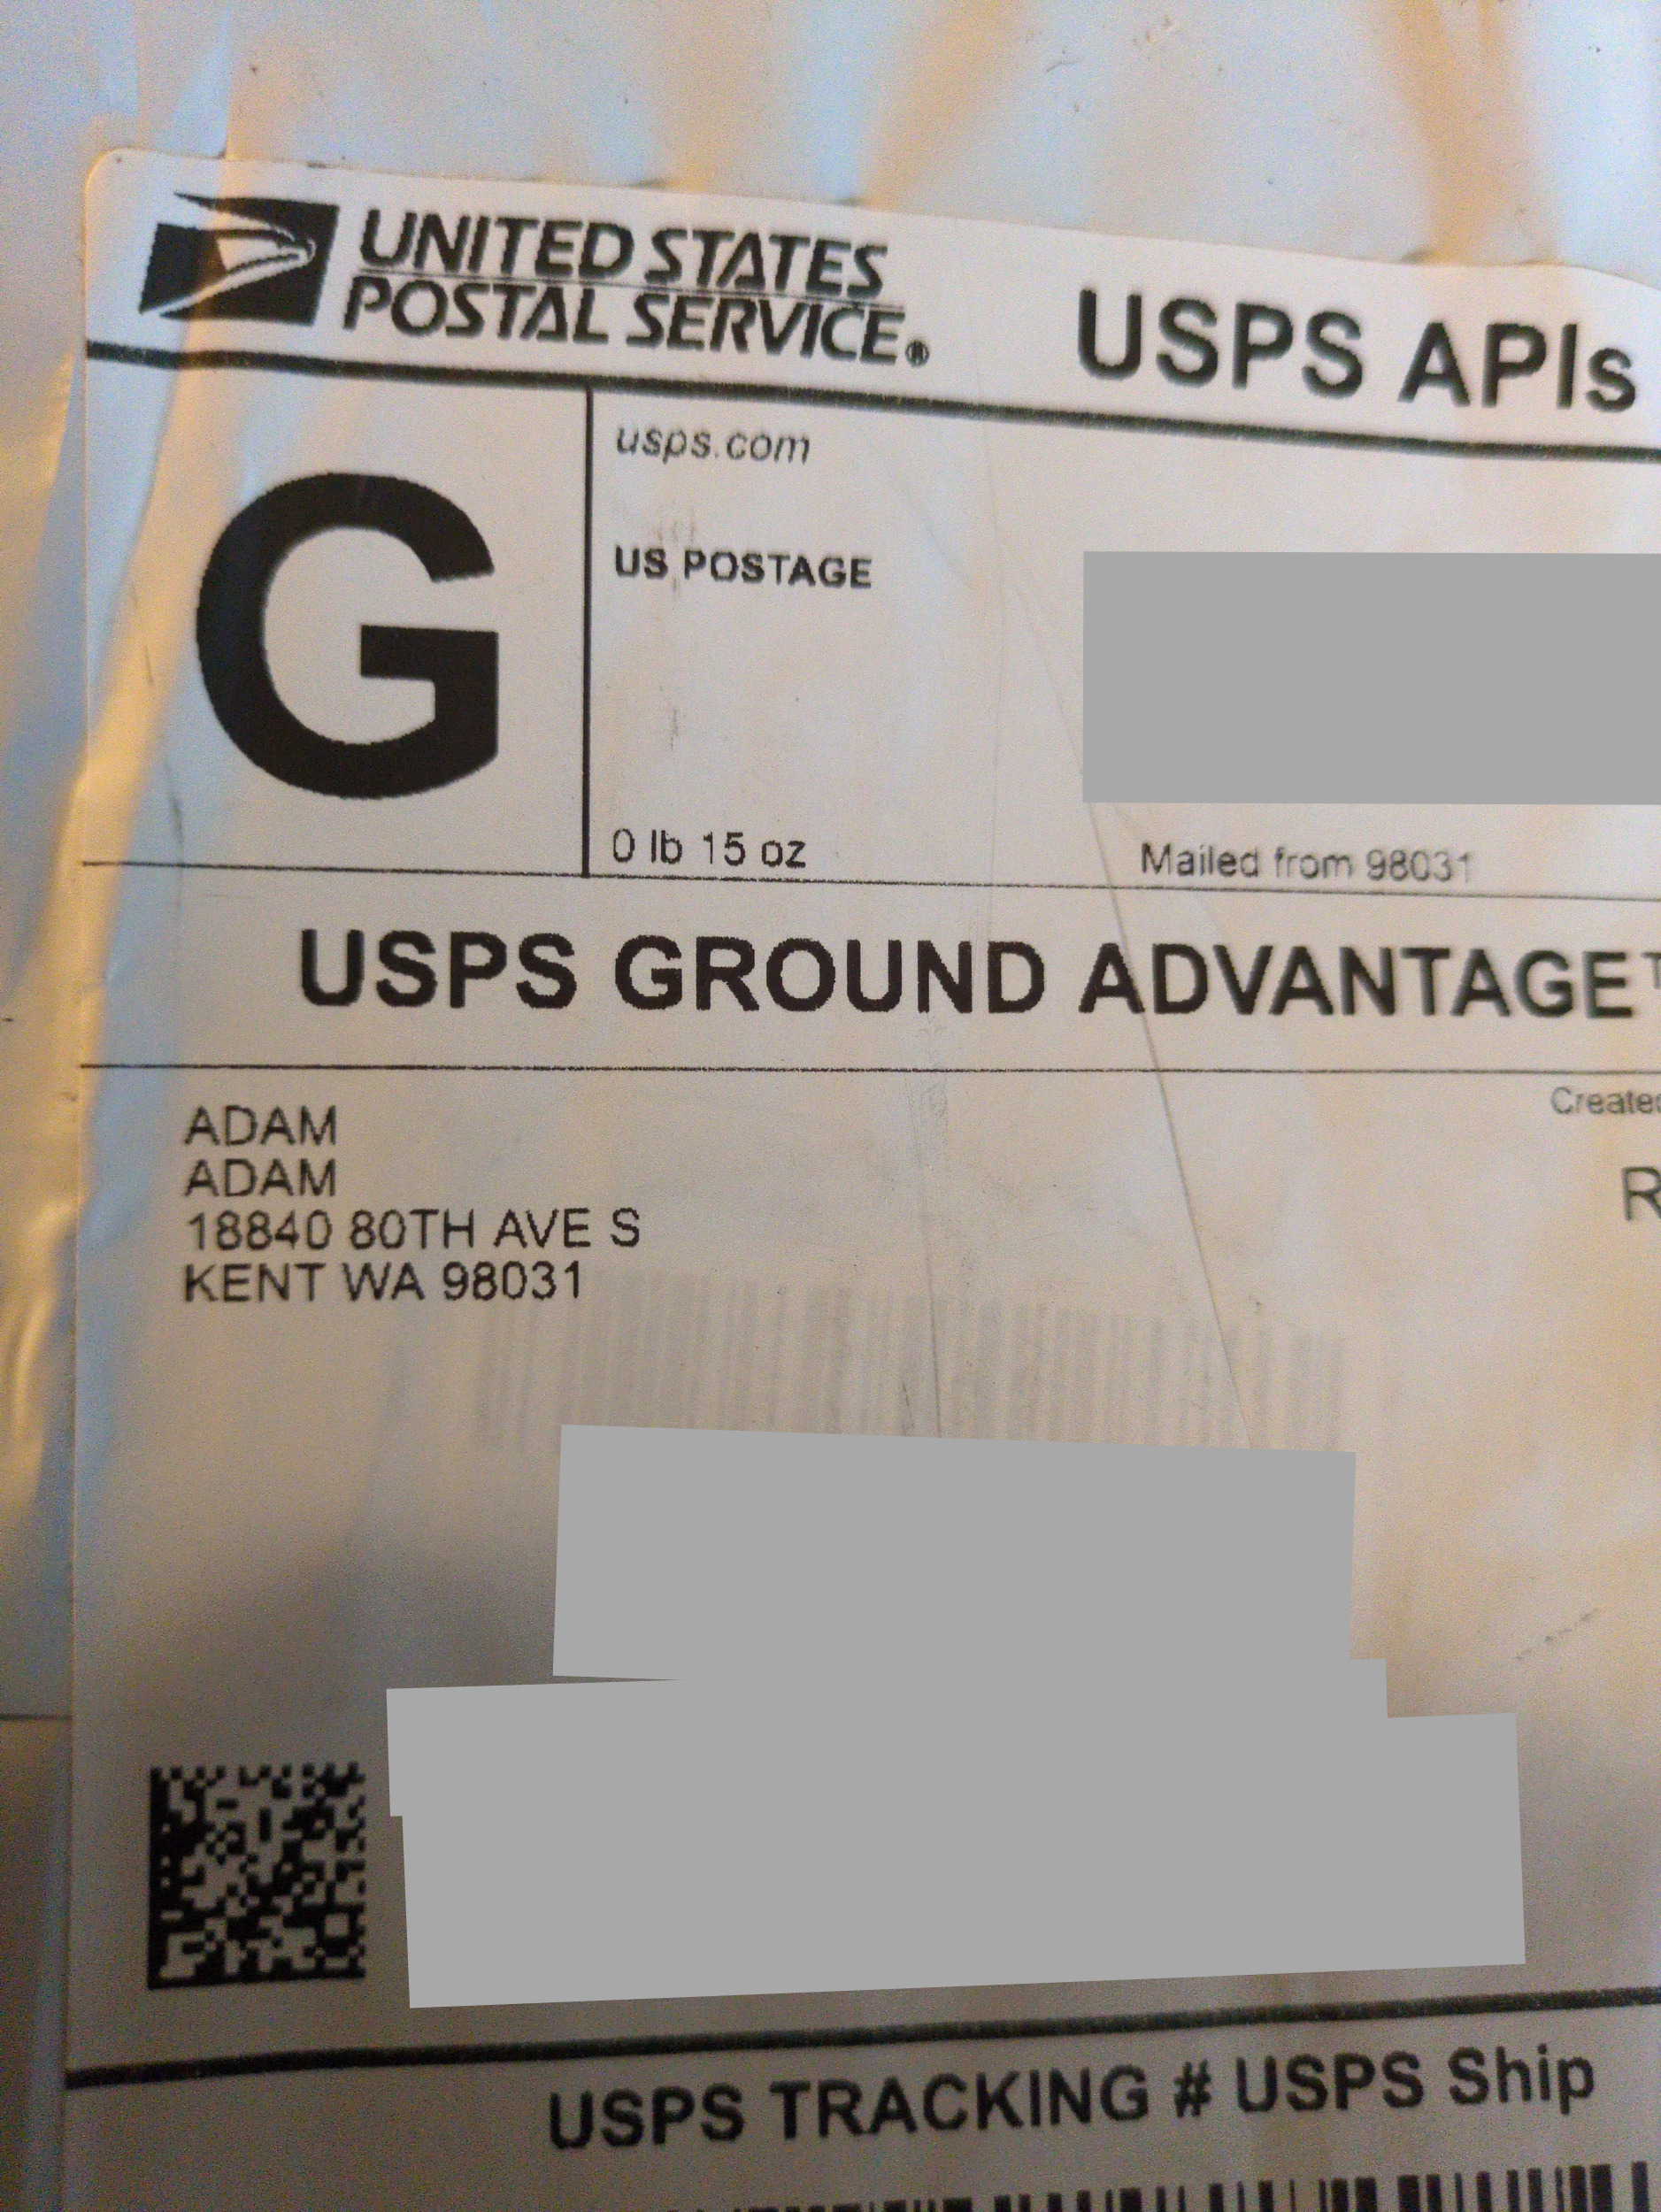 UNITED STATES
POSTAL SERVICE®
USPS APIs
usps.com
G
US POSTAGE
0 lb 15 oz
Mailed from 98031
USPS GROUND ADVANTAGE
Created
ADAM
R
ADAM
18840 80TH AVE S
KENT WA 98031
USPS TRACKING # USPS Ship